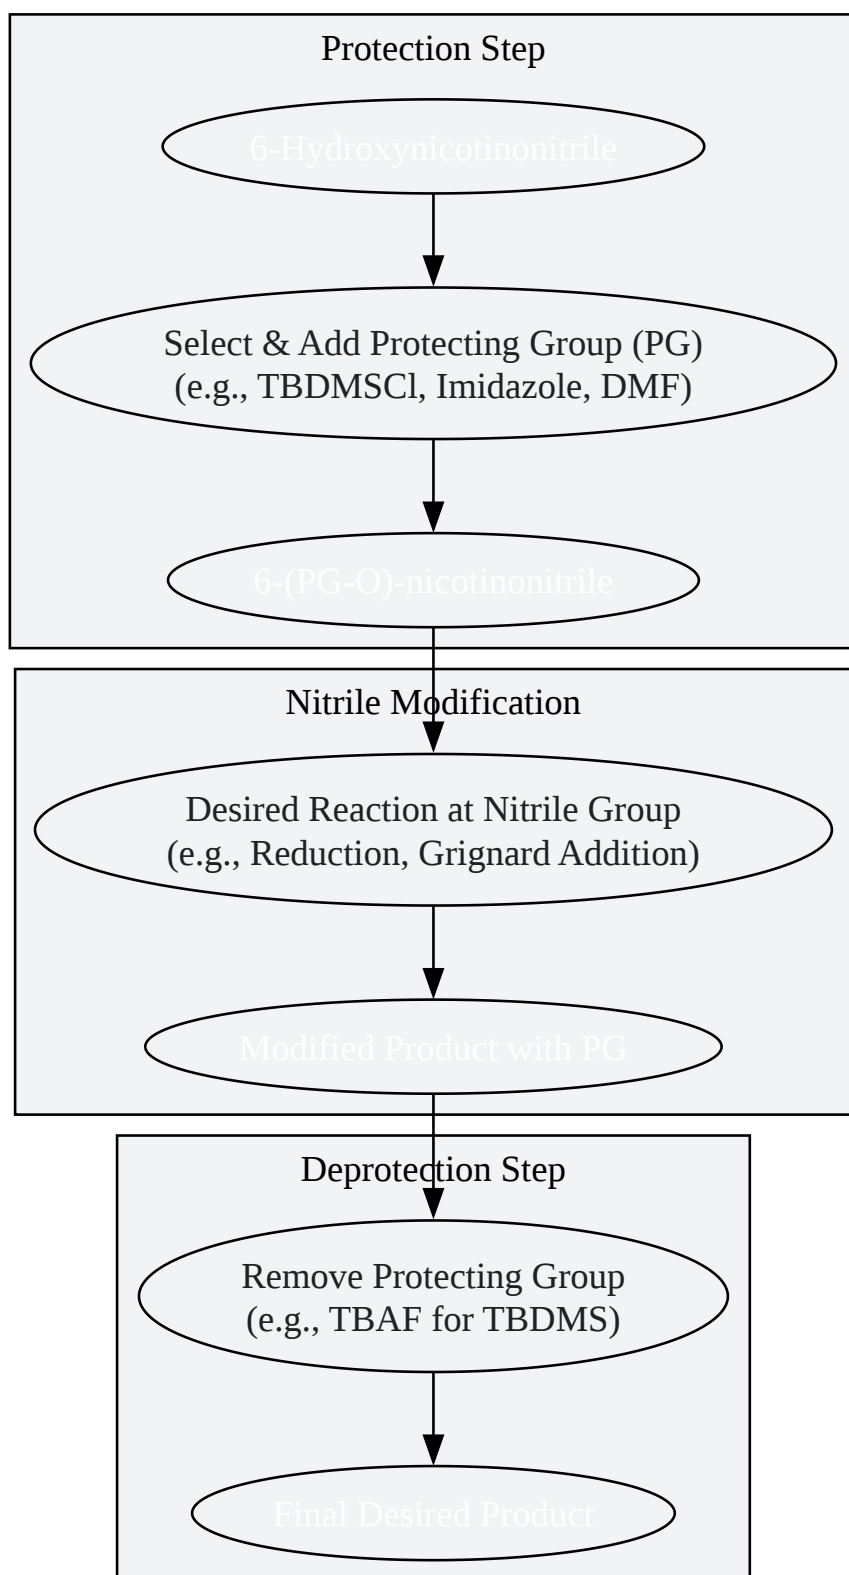 Protection Step
6-Hydroxynicotinonitrile
Select & Add Protecting Group (PG)
(e.g., TBDMSCl, Imidazole, DMF)
6-(PG-O)-nicotinonitrile
Nitrile Modification
Desired Reaction at Nitrile Group
(e.g., Reduction, Grignard Addition)
Modified Product with PG
Deprotection Step
Remove Protecting Group
(e.g., TBAF for TBDMS)
Final Desired Product